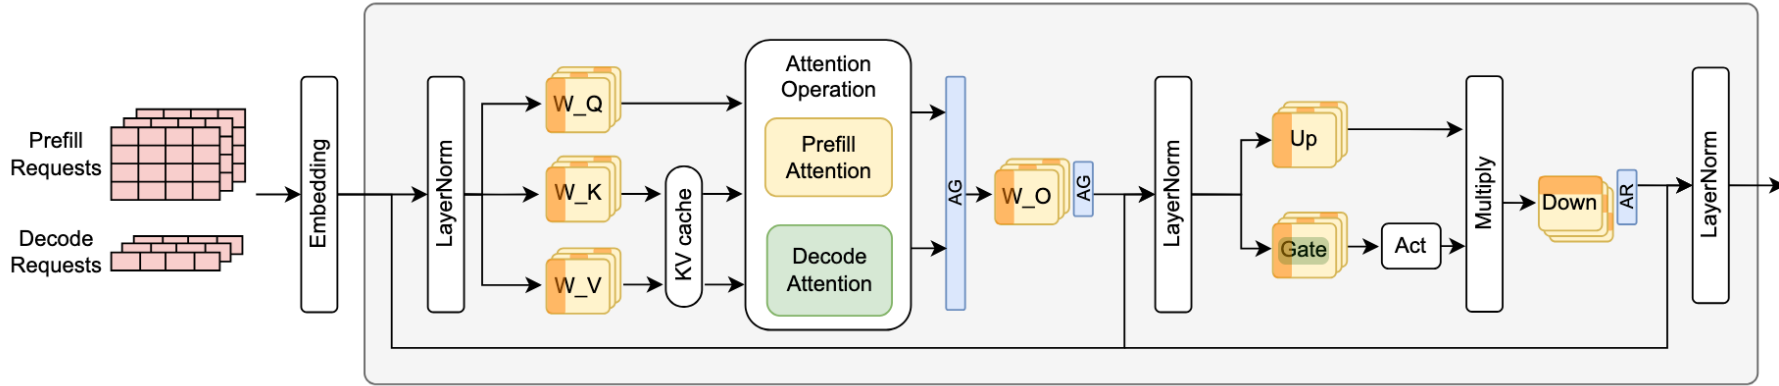 Prefill
Requests
Decode
Requests
Embedding
LayerNorm
W_Q
W_K
W_V
KV cache
Attention
Operation
Prefill
Attention
Decode
Attention
AG
W_O
AG
LayerNorm
Up
Gate
Act
Multiply
Down
AR
LayerNorm